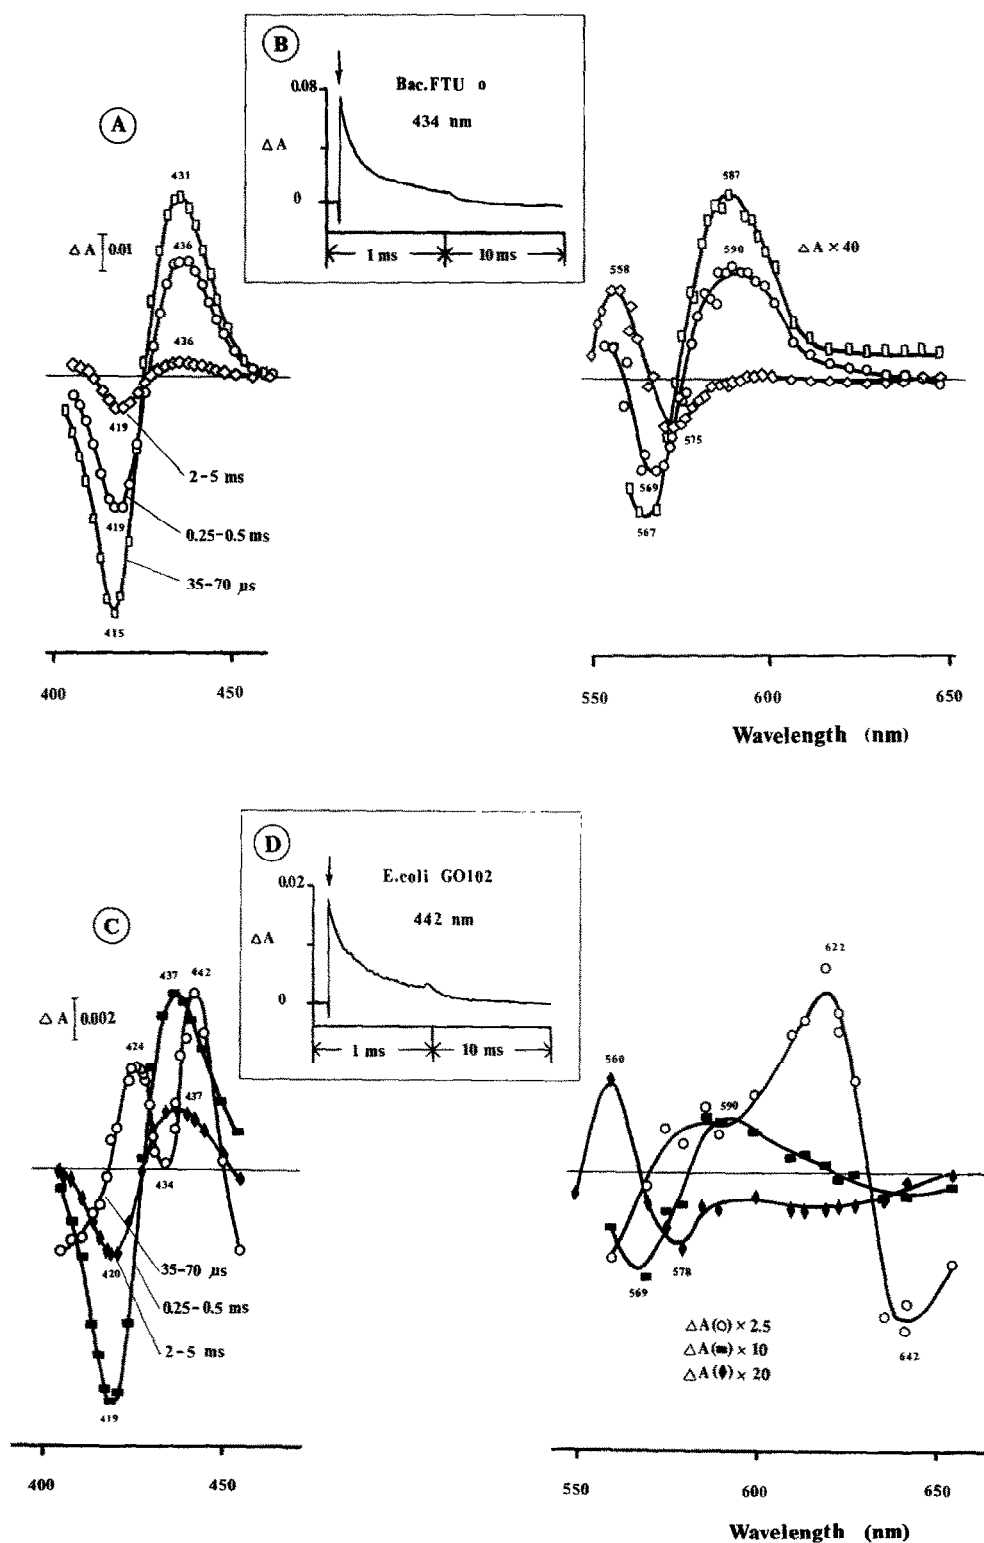 B
0.08
Bac.FTU o
434 nm
ΔA
0
1 ms
10 ms
A
431
ΔA 0.01
436
436
419
2-5 ms
419
0.25-0.5 ms
35-70 μs
415
400
450
587
590
ΔA × 40
558
575
569
567
550
600
650
Wavelength (nm)
D
0.02
E.coli GO102
442 nm
ΔA
0
1 ms
10 ms
C
437
442
ΔA 0.002
424
437
434
420
35-70 μs
0.25-0.5 ms
2-5 ms
419
400
450
622
560
590
578
569
642
ΔA(○) × 2.5
ΔA(■) × 10
ΔA(♦) × 20
550
600
650
Wavelength (nm)